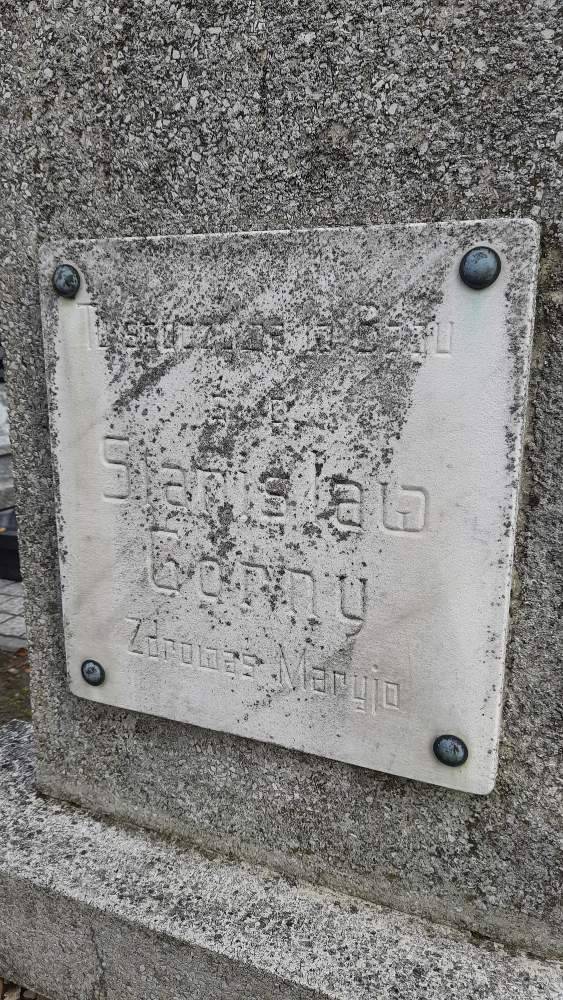 Tu spoczywa w Bogu
Ś. P.
Stanisław
Gorny
Zdrowaś Maryjo